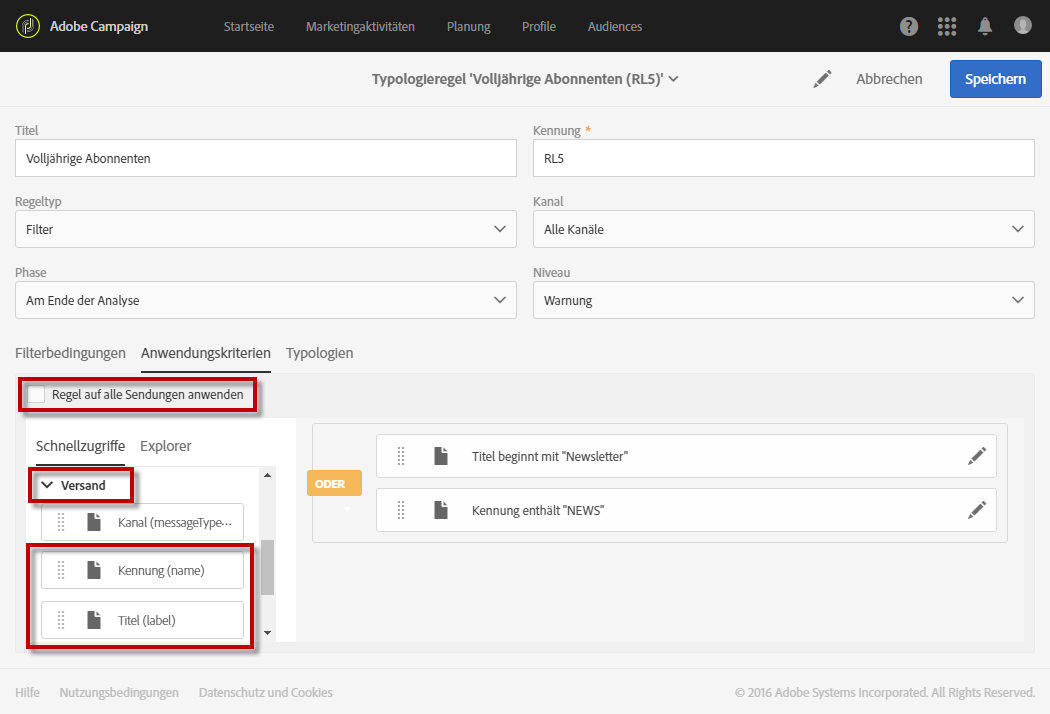 Adobe Campaign Startseite Marketingaktivitäten Planung Profile Audiences
Typologieregel 'Volljährige Abonnenten (RL5)' Abbrechen Speichern
Titel Kennung *
Volljährige Abonnenten RL5
Regeltyp Kanal
Filter Alle Kanäle
Phase Niveau
Am Ende der Analyse Warnung
Filterbedingungen Anwendungskriterien Typologien
Regel auf alle Sendungen anwenden
Schnellzugriffe Explorer
Versand
Kanal (messageType...
Kennung (name)
Titel (label)
ODER
Titel beginnt mit "Newsletter"
Kennung enthält "NEWS"
Hilfe Nutzungsbedingungen Datenschutz und Cookies © 2016 Adobe Systems Incorporated. All Rights Reserved.